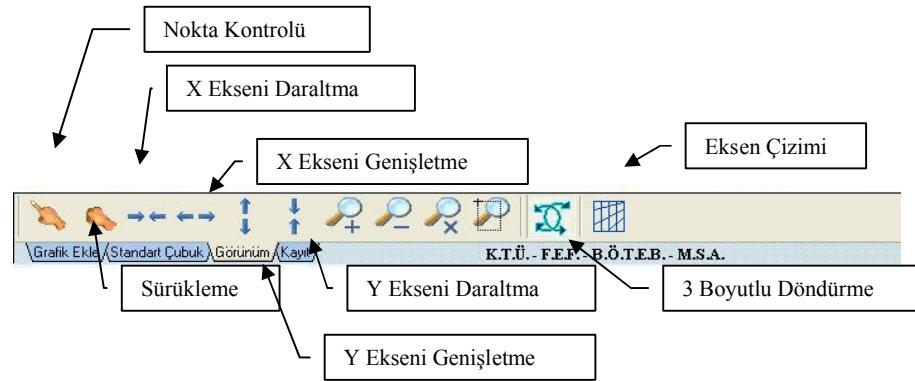 Nokta Kontrolü
X Ekseni Daraltma
X Ekseni Genişletme
Eksen Çizimi
Grafik Ekle Standart Çubuk Görünüm Kayıt
K.T.Ü. - F.E.F. - B.Ö.T.E.B. - M.S.A.
Sürükleme
Y Ekseni Daraltma
3 Boyutlu Döndürme
Y Ekseni Genişletme